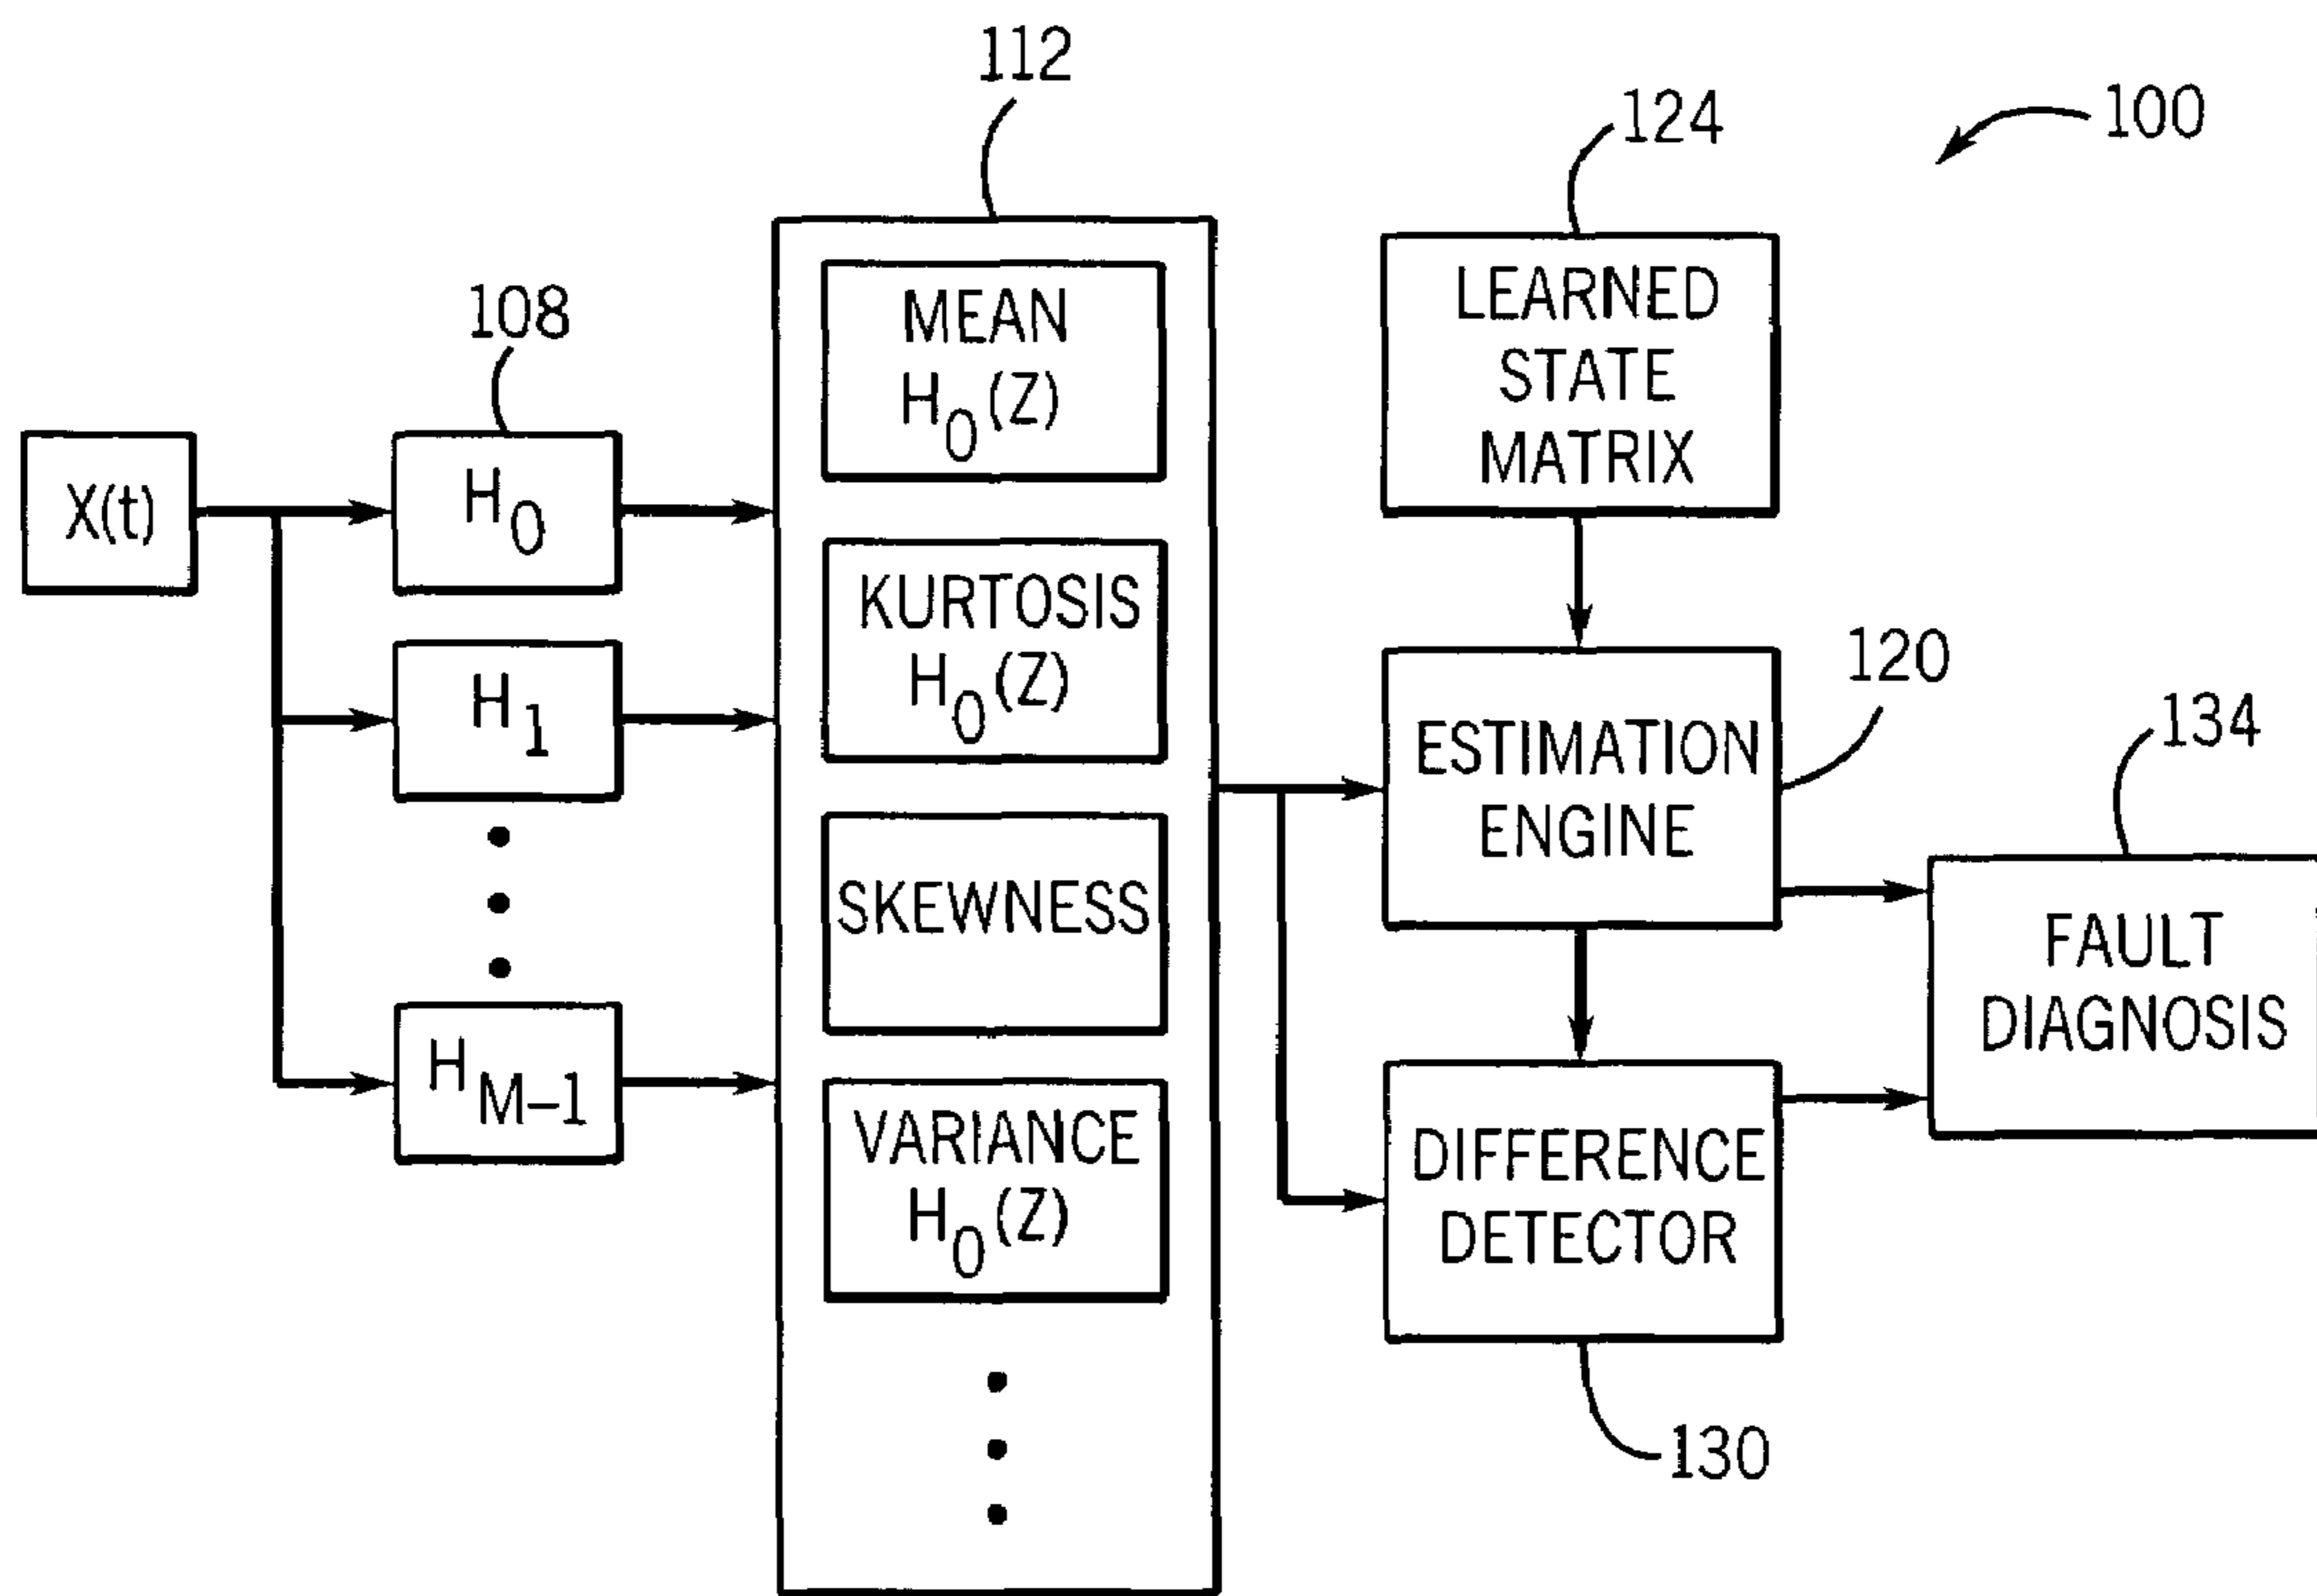 112
124
100
108
X(t)
H0
H1
HM–1
MEAN
H0(Z)
KURTOSIS
H0(Z)
SKEWNESS
VARIANCE
H0(Z)
LEARNED
STATE
MATRIX
120
ESTIMATION
ENGINE
134
FAULT
DIAGNOSIS
DIFFERENCE
DETECTOR
130